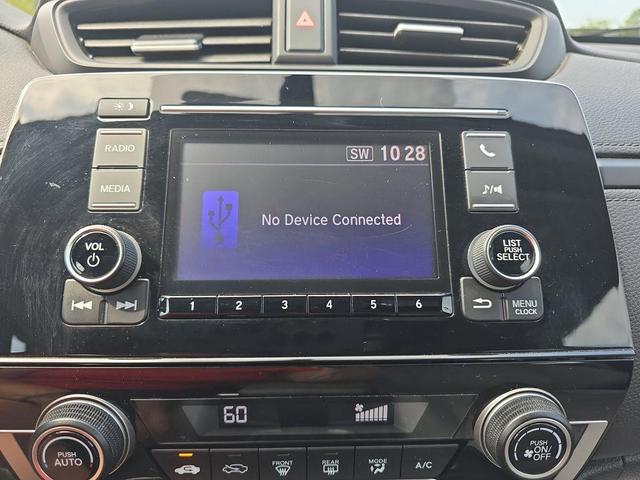 RADIO
MEDIA
SW 10 28
No Device Connected
VOL
LIST
PUSH
SELECT
1 2 3 4 5 6
MENU
CLOCK
60
PUSH
AUTO
FRONT
REAR
MODE
A/C
PUSH
ON/
OFF